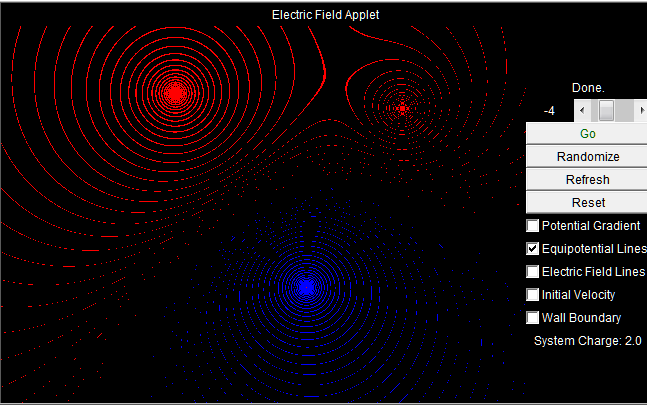 Electric Field Applet
Done.
-4
Go
Randomize
Refresh
Reset
Potential Gradient
Equipotential Lines
Electric Field Lines
Initial Velocity
Wall Boundary
System Charge: 2.0